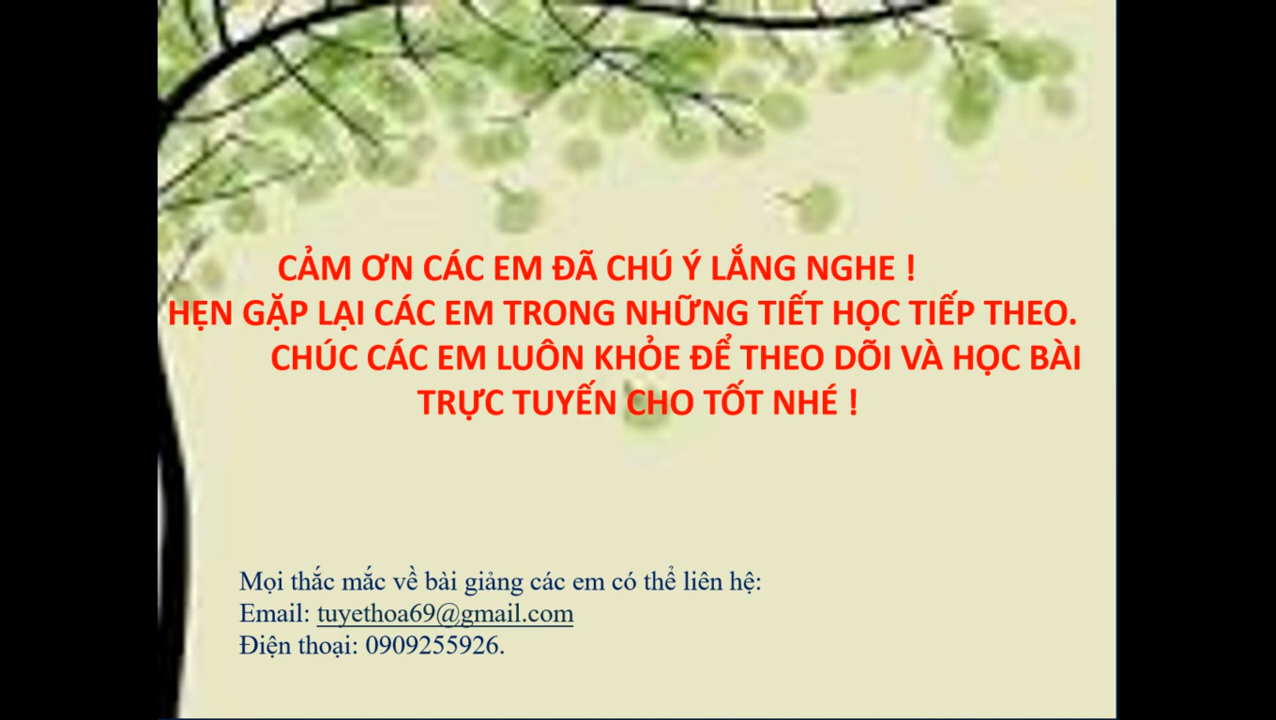 CẢM ƠN CÁC EM ĐÃ CHÚ Ý LẮNG NGHE !
HẸN GẶP LẠI CÁC EM TRONG NHỮNG TIẾT HỌC TIẾP THEO.
CHÚC CÁC EM LUÔN KHỎE ĐỂ THEO DÕI VÀ HỌC BÀI
TRỰC TUYẾN CHO TỐT NHÉ !
Mọi thắc mắc về bài giảng các em có thể liên hệ:
Email: tuyethoa69@gmail.com
Điện thoại: 0909255926.